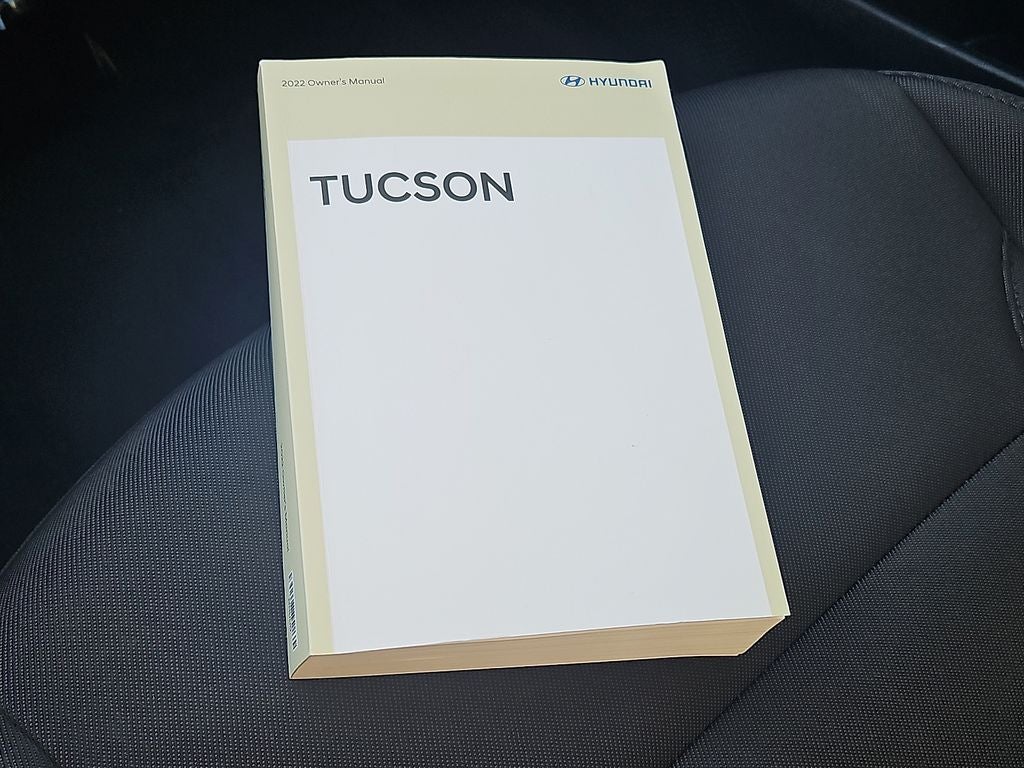 2022 Owner's Manual
HYUNDAI
TUCSON